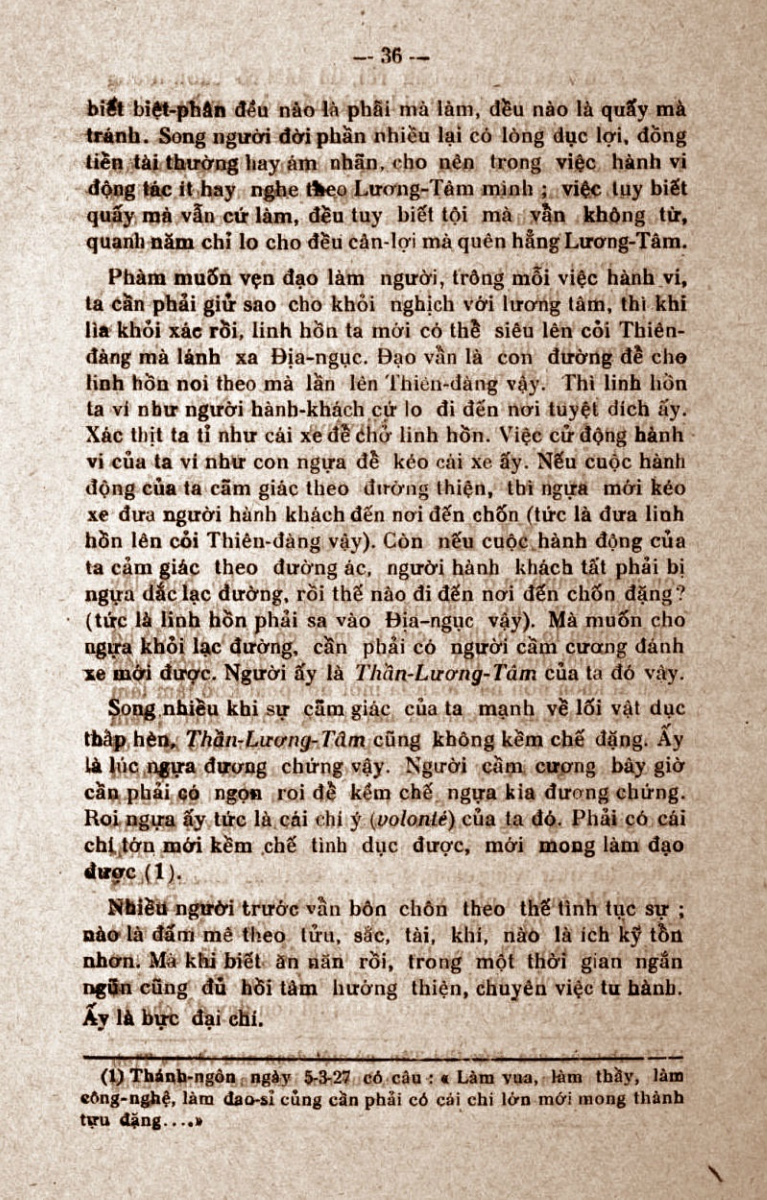 — 36 —
biết biệt-phân đều nào là phãi mà làm, đều nào là quấy mà
tránh. Song người đời phần nhiều lại có lòng dục lợi, đồng
tiền tài thường hay ám nhãn, cho nên trong việc hành vi
động tác ít hay nghe theo Lương-Tâm mình ; việc tuy biết
quấy mà vẫn cứ làm, đều tuy biết tội mà vẫn không từ,
quanh năm chỉ lo cho đều cân-lợi mà quên hẳng Lương-Tâm.
Phàm muốn vẹn đạo làm người, trông mỗi việc hành vi,
ta cần phải giử sao cho khỏi nghịch với lương tâm, thì khi
lìa khỏi xác rồi, linh hồn ta mới có thể siêu lên cỏi Thiên-
đàng mà lánh xa Địa-ngục. Đạo vẫn là con đường để cho
linh hồn noi theo mà lần lên Thiên-đàng vậy. Thì linh hồn
ta ví như người hành-khách cứ lo đi đến nơi tuyệt đích ấy.
Xác thịt ta tỉ như cái xe để chở linh hồn. Việc cử động hành
vi của ta ví như con ngựa để kéo cái xe ấy. Nếu cuộc hành
động của ta cãm giác theo đường thiện, thì ngựa mới kéo
xe đưa người hành khách đến nơi đến chốn (tức là đưa linh
hồn lên cỏi Thiên-đàng vậy). Còn nếu cuộc hành động của
ta cảm giác theo đường ác, người hành khách tất phải bị
ngựa dắc lạc đường, rồi thế nào đi đến nơi đến chốn đặng?
(tức là linh hồn phải sa vào Địa-ngục vậy). Mà muốn cho
ngựa khỏi lạc đường, cần phải có người cầm cương đánh
xe mới được. Người ấy là Thần-Lương-Tâm của ta đó vậy.
Song nhiều khi sự cãm giác của ta mạnh về lối vật dục
thấp hèn, Thần-Lương-Tâm cũng không kềm chế đặng. Ấy
là lúc ngựa đương chứng vậy. Người cầm cương bây giờ
cần phải có ngọn roi để kềm chế ngựa kia đương chứng.
Roi ngựa ấy tức là cái chí ý (volonté) của ta đó. Phải có cái
chí lớn mới kềm chế tình dục được, mới mong làm đạo
được (1).
Nhiều người trước vẫn bôn chôn theo thế tình tục sự ;
nào là đắm mê theo tửu, sắc, tài, khí, nào là ích kỹ tổn
nhơn. Mà khi biết ăn năn rồi, trong một thời gian ngắn
ngũn cũng đủ hồi tâm hướng thiện, chuyên việc tu hành.
Ấy là bực đại chí.
(1) Thánh-ngôn ngày 5-3-27 có câu : « Làm vua, làm thầy, làm
công-nghệ, làm đạo-sỉ củng cần phải có cái chí lớn mới mong thành
tựu đặng....»